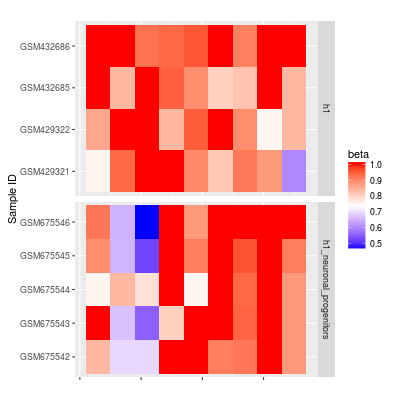 GSM432686
GSM432685
GSM429322
GSM429321
h1
GSM675546
GSM675545
GSM675544
GSM675543
GSM675542
h1_neuronal_progenitors
Sample ID
beta
1.0
0.9
0.8
0.7
0.6
0.5